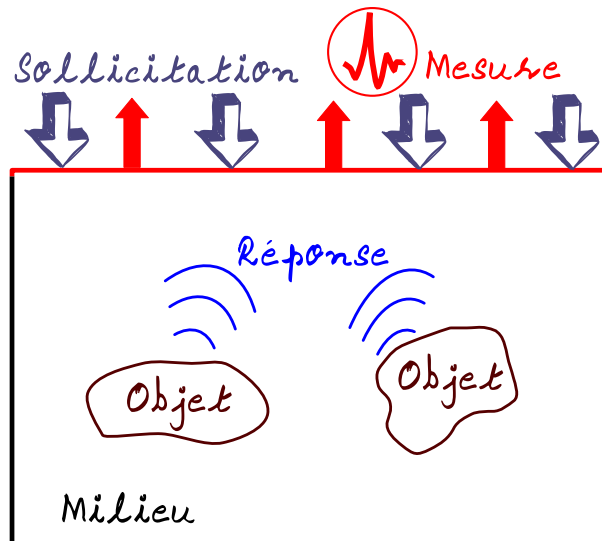 Sollicitation
Mesure
Réponse
Objet
Objet
Milieu